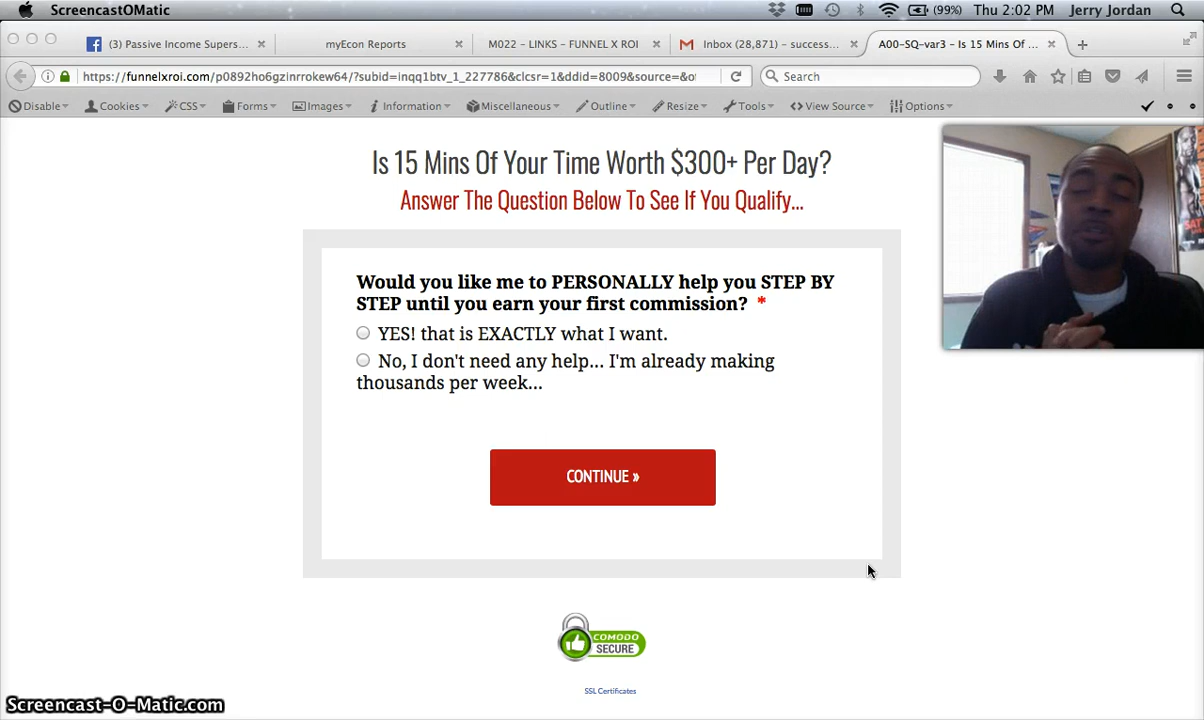 ScreencastOMatic
(99%) Thu 2:02 PM Jerry Jordan
(3) Passive Income Supers...
myEcon Reports
M022 - LINKS - FUNNEL X ROI
Inbox (28,871) - success...
A00-SQ-var3 - Is 15 Mins Of ...
https://funnelxroi.com/p0892ho6gzinrrokew64/?subid=inqq1btv_1_227786&clcsr=1&ddid=8009&source=&o
Search
Disable Cookies CSS Forms Images Information Miscellaneous Outline Resize Tools View Source Options
Is 15 Mins Of Your Time Worth $300+ Per Day?
Answer The Question Below To See If You Qualify...
Would you like me to PERSONALLY help you STEP BY
STEP until you earn your first commission? *
YES! that is EXACTLY what I want.
No, I don't need any help... I'm already making
thousands per week...
CONTINUE »
COMODO
SECURE
SSL Certificates
Screencast-O-Matic.com